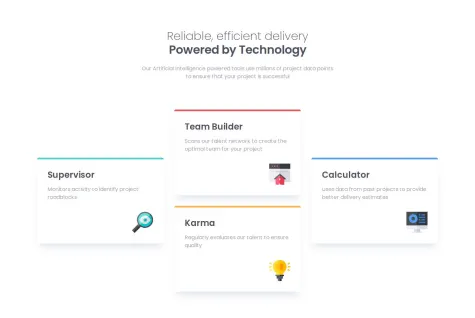 Reliable, efficient delivery
Powered by Technology
Our Artificial Intelligence powered tools use millions of project data points
to ensure that your project is successful
Supervisor
Monitors activity to identify project
roadblocks
Team Builder
Scans our talent network to create the
optimal team for your project
Karma
Regularly evaluates our talent to ensure
quality
Calculator
Uses data from past projects to provide
better delivery estimates